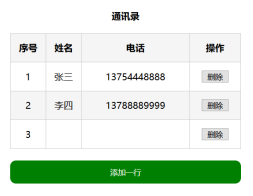 通讯录
序号 姓名 电话 操作
1 张三 13754448888 删除
2 李四 13788889999 删除
3 删除
添加一行